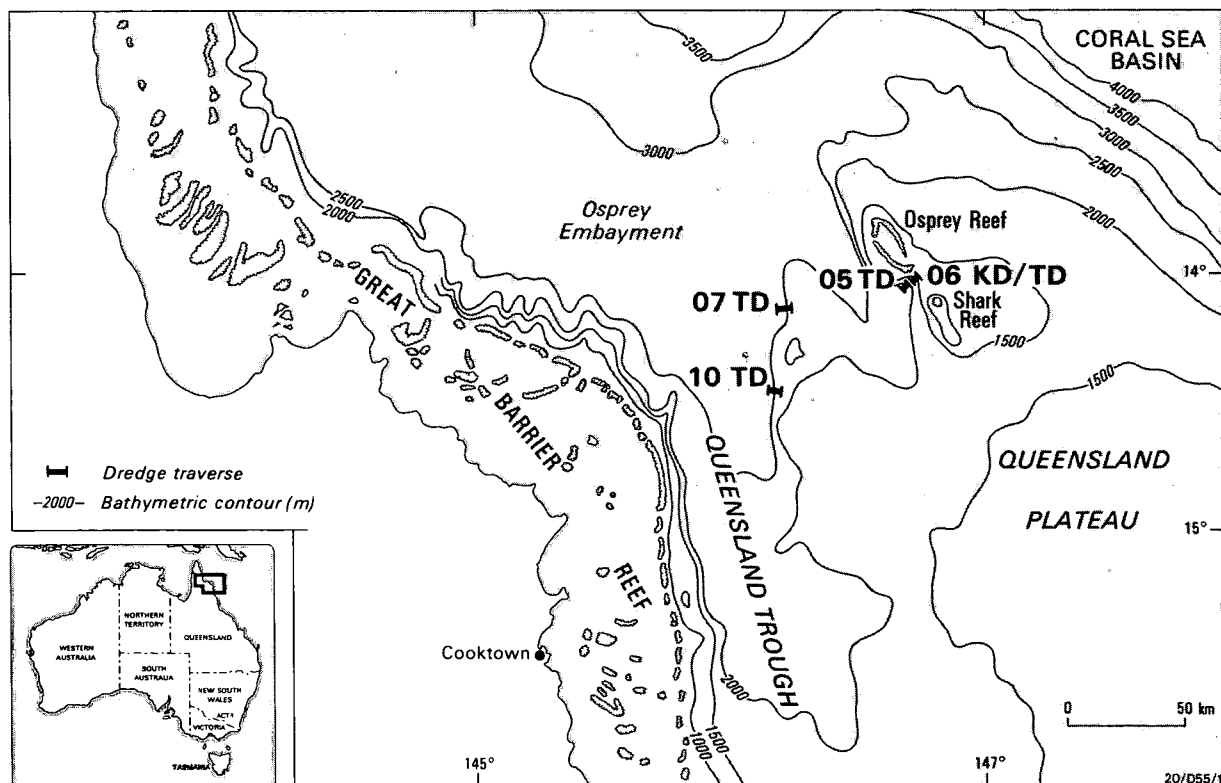 3500
CORAL SEA
BASIN
4000
3500
3000
2500
3000
2500
2000
2000
Osprey
Embayment
Osprey Reef
05 TD
06 KD/TD
14°
07 TD
Shark
Reef
1500
GREAT
10 TD
1500
BARRIER
QUEENSLAND
PLATEAU
Dredge traverse
-2000- Bathymetric contour (m)
15°
QUEENSLAND TROUGH
REEF
NORTHERN
TERRITORY
QUEENSLAND
WESTERN
AUSTRALIA
SOUTH
AUSTRALIA
NEW SOUTH
WALES
ACT
VICTORIA
TASMANIA
Cooktown
2000
1500
1000
0 50 km
145°
147°